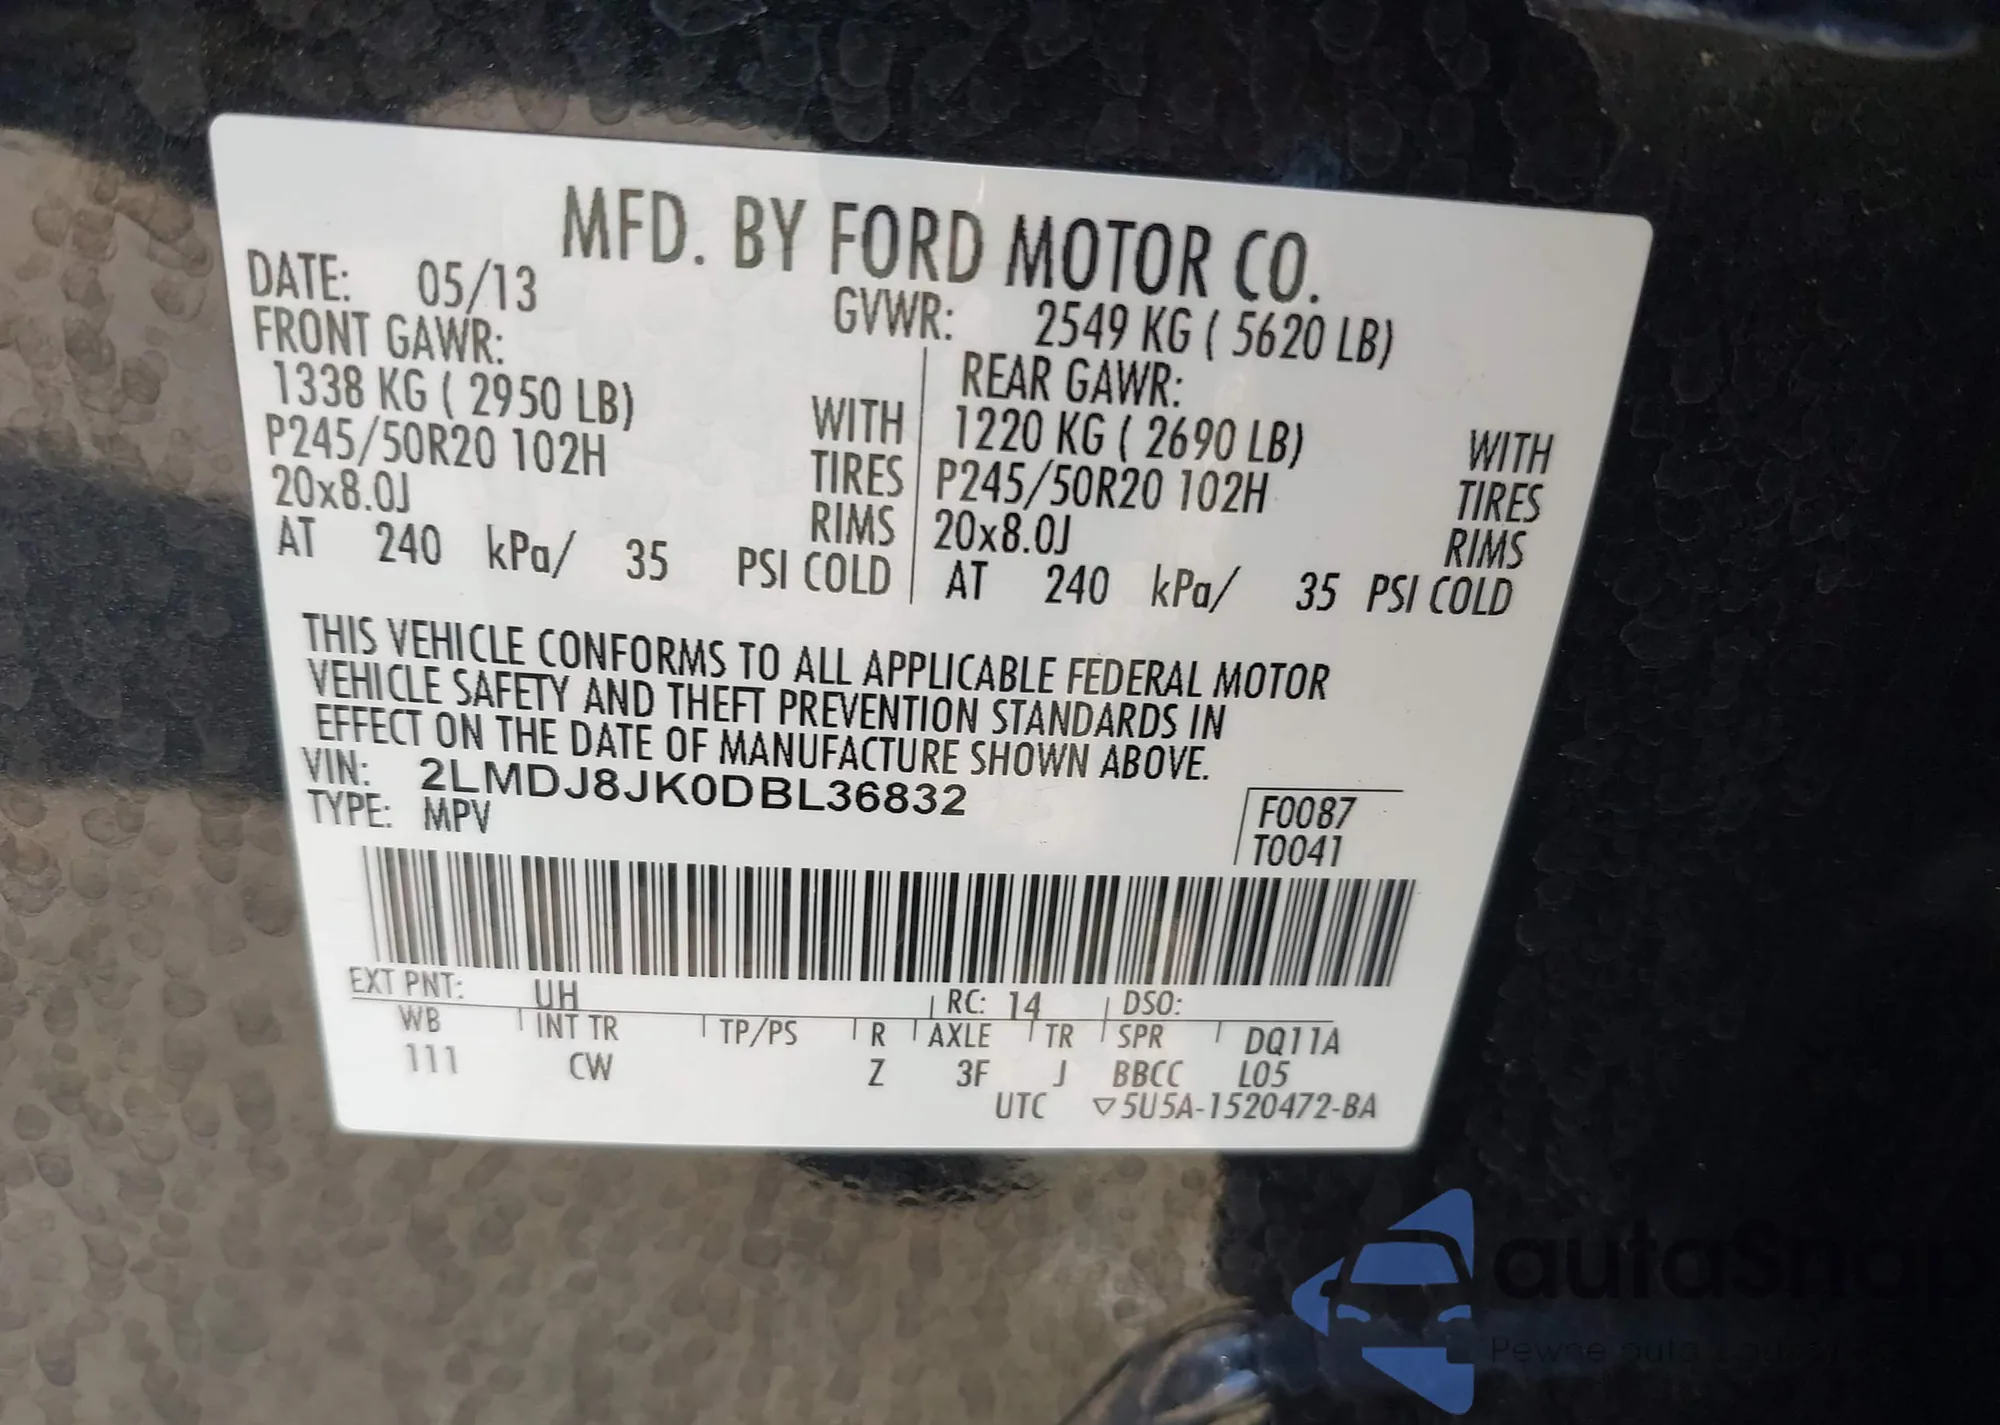 MFD. BY FORD MOTOR CO.
DATE: 05/13 GVWR: 2549 KG ( 5620 LB)
FRONT GAWR: REAR GAWR:
1338 KG ( 2950 LB) WITH 1220 KG ( 2690 LB) WITH
P245/50R20 102H TIRES P245/50R20 102H TIRES
20x8.0J RIMS 20x8.0J RIMS
AT 240 kPa/ 35 PSI COLD AT 240 kPa/ 35 PSI COLD
THIS VEHICLE CONFORMS TO ALL APPLICABLE FEDERAL MOTOR
VEHICLE SAFETY AND THEFT PREVENTION STANDARDS IN
EFFECT ON THE DATE OF MANUFACTURE SHOWN ABOVE.
VIN: 2LMDJ8JK0DBL36832 F0087
TYPE: MPV T0041
EXT PNT: UH RC: 14 DSO:
WB INT TR TP/PS R AXLE TR SPR DQ11A
111 CW Z 3F J BBCC L05
UTC ▽5U5A-1520472-BA
autaSnap
Pewne auta